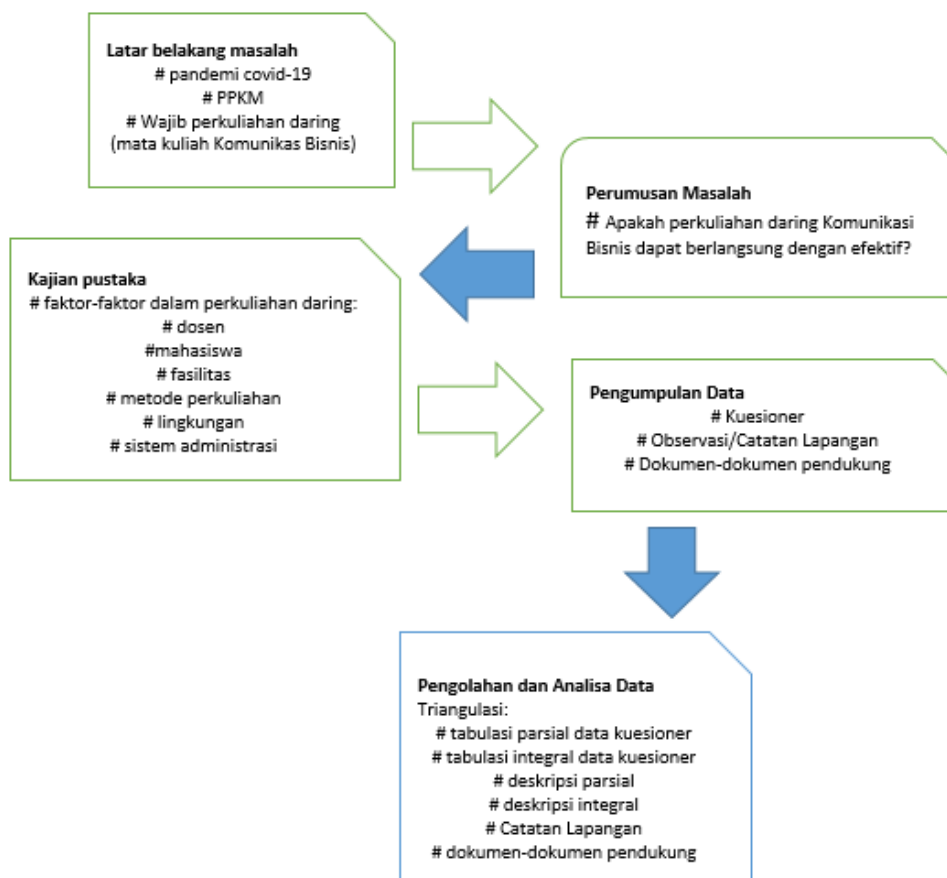 Latar belakang masalah
# pandemi covid-19
# PPKM
# Wajib perkuliahan daring
(mata kuliah Komunikas Bisnis)
Perumusan Masalah
# Apakah perkuliahan daring Komunikasi
Bisnis dapat berlangsung dengan efektif?
Kajian pustaka
# faktor-faktor dalam perkuliahan daring:
# dosen
#mahasiswa
# fasilitas
# metode perkuliahan
# lingkungan
# sistem administrasi
Pengumpulan Data
# Kuesioner
# Observasi/Catatan Lapangan
# Dokumen-dokumen pendukung
Pengolahan dan Analisa Data
Triangulasi:
# tabulasi parsial data kuesioner
# tabulasi integral data kuesioner
# deskripsi parsial
# deskripsi integral
# Catatan Lapangan
# dokumen-dokumen pendukung